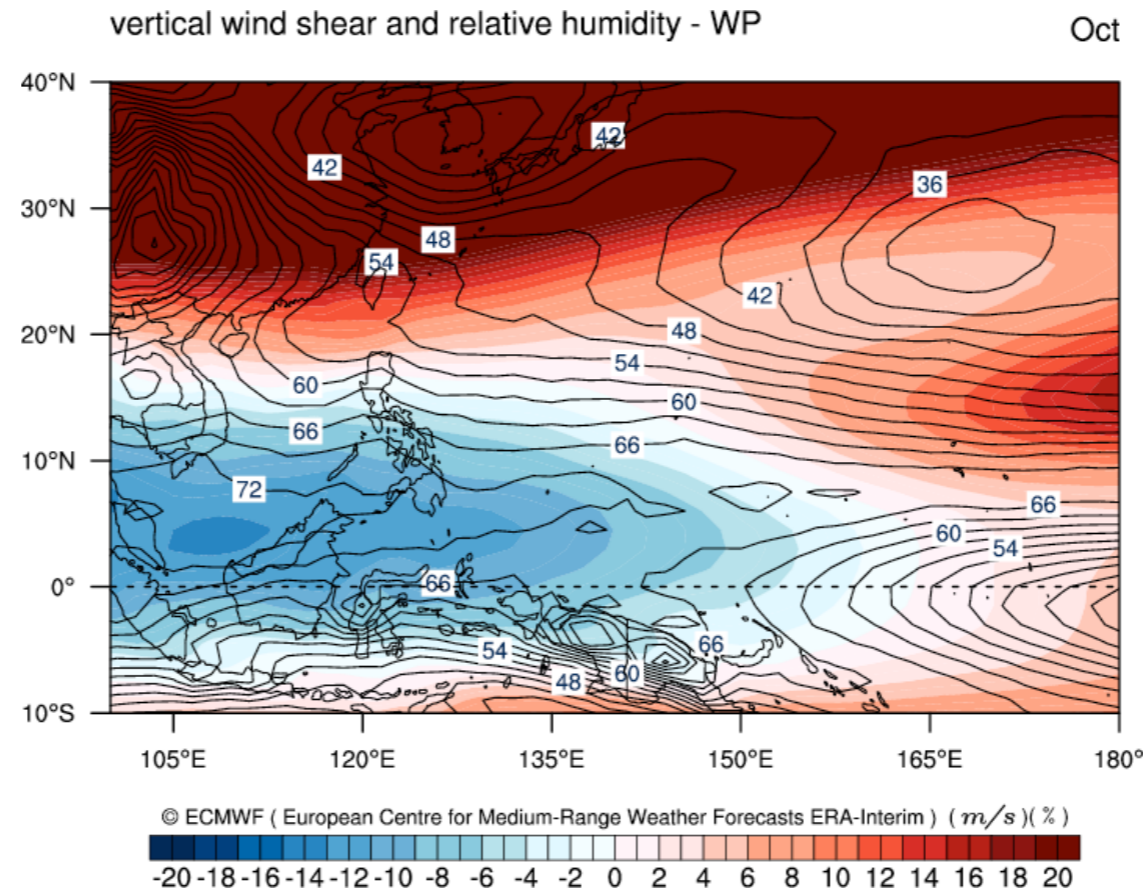 vertical wind shear and relative humidity - WP
Oct
40°N
42
42
30°N
36
48
54
42
20°N
48
54
60
60
66
66
10°N
72
66
60
54
0°
66
66
54
60
48
10°S
105°E 120°E 135°E 150°E 165°E 180°
© ECMWF ( European Centre for Medium-Range Weather Forecasts ERA-Interim ) ( m/s )( % )
-20 -18 -16 -14 -12 -10 -8 -6 -4 -2 0 2 4 6 8 10 12 14 16 18 20